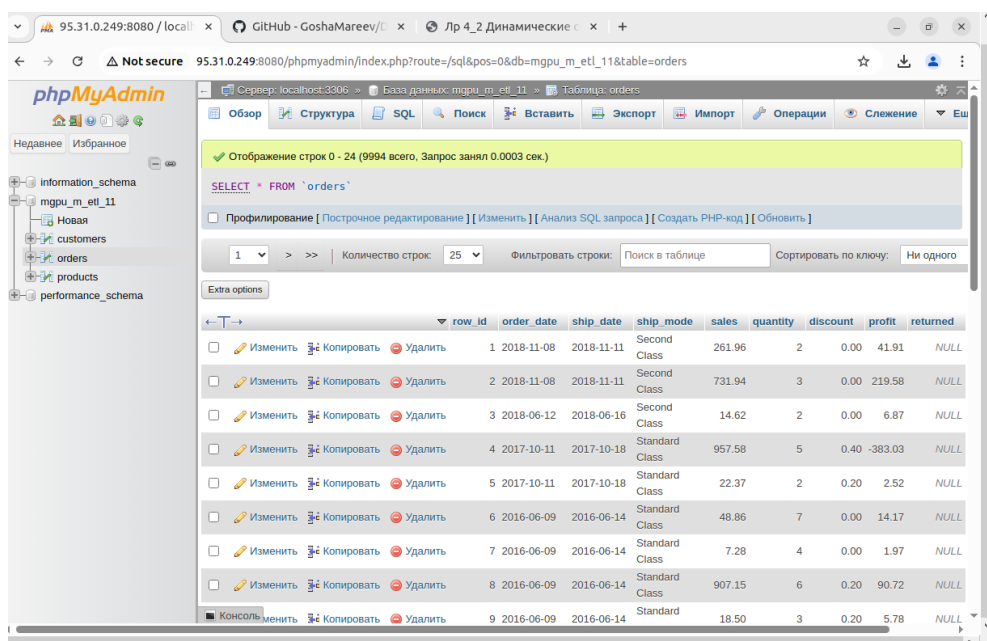 95.31.0.249:8080 / locall
GitHub - GoshaMareev/D
Лр 4_2 Динамические с
Not secure 95.31.0.249:8080/phpmyadmin/index.php?route=/sql&pos=0&db=mgpu_m_etl_11&table=orders
phpMyAdmin
Недавнее Избранное
information_schema
mgpu_m_etl_11
Новая
customers
orders
products
performance_schema
Сервер: localhost:3306 » База данных: mgpu_m_etl_11 » Таблица: orders
Обзор Структура SQL Поиск Вставить Экспорт Импорт Операции Слежение Ещ
Отображение строк 0 - 24 (9994 всего, Запрос занял 0.0003 сек.)
SELECT * FROM `orders`
Профилирование [ Построчное редактирование ] [ Изменить ] [ Анализ SQL запроса ] [ Создать PHP-код ] [ Обновить ]
1 > >> Количество строк: 25 Фильтровать строки: Поиск в таблице Сортировать по ключу: Ни одного
Extra options
row_id order_date ship_date ship_mode sales quantity discount profit returned
Изменить Копировать Удалить 1 2018-11-08 2018-11-11 Second Class 261.96 2 0.00 41.91 NULL
Изменить Копировать Удалить 2 2018-11-08 2018-11-11 Second Class 731.94 3 0.00 219.58 NULL
Изменить Копировать Удалить 3 2018-06-12 2018-06-16 Second Class 14.62 2 0.00 6.87 NULL
Изменить Копировать Удалить 4 2017-10-11 2017-10-18 Standard Class 957.58 5 0.40 -383.03 NULL
Изменить Копировать Удалить 5 2017-10-11 2017-10-18 Standard Class 22.37 2 0.20 2.52 NULL
Изменить Копировать Удалить 6 2016-06-09 2016-06-14 Standard Class 48.86 7 0.00 14.17 NULL
Изменить Копировать Удалить 7 2016-06-09 2016-06-14 Standard Class 7.28 4 0.00 1.97 NULL
Изменить Копировать Удалить 8 2016-06-09 2016-06-14 Standard Class 907.15 6 0.20 90.72 NULL
Консоль менить Копировать Удалить 9 2016-06-09 2016-06-14 Standard 18.50 3 0.20 5.78 NULL